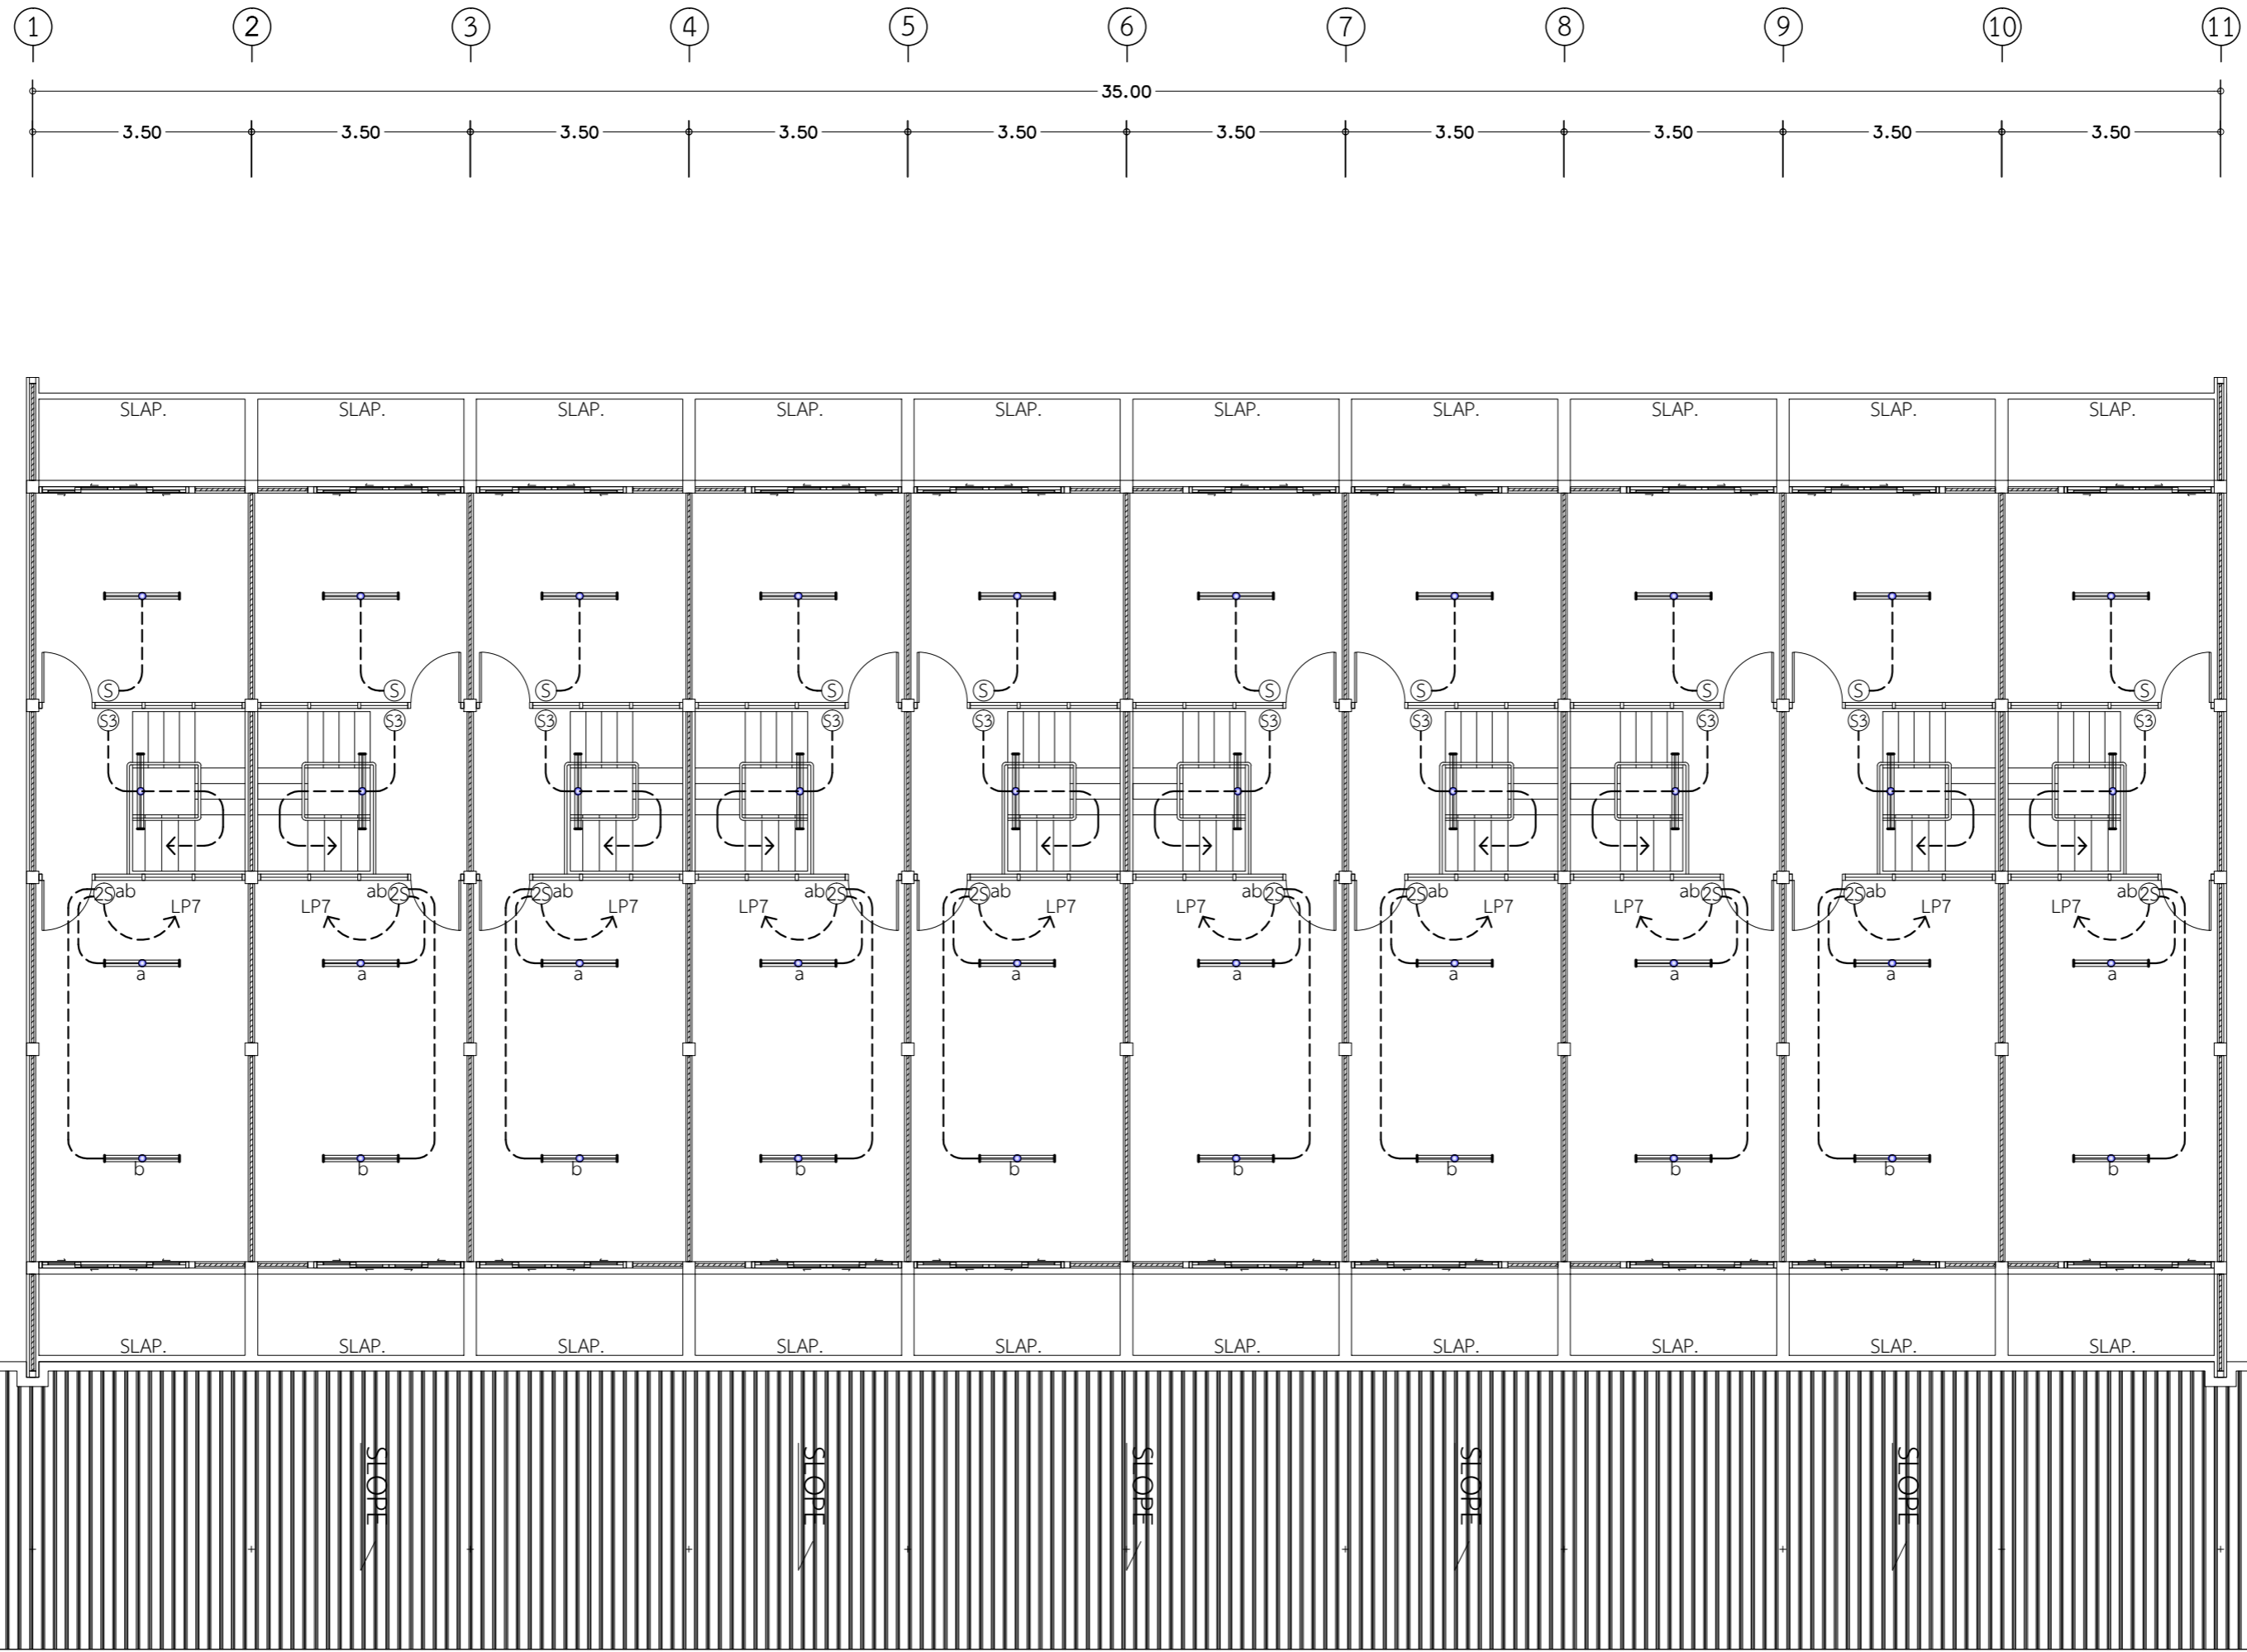 1 2 3 4 5 6 7 8 9 10 11
35.00
3.50 3.50 3.50 3.50 3.50 3.50 3.50 3.50 3.50 3.50
SLAP. SLAP. SLAP. SLAP. SLAP. SLAP. SLAP. SLAP. SLAP. SLAP.
S S S S S S S S S S
S3 S3 S3 S3 S3 S3 S3 S3 S3 S3
2S ab ab 2S 2S ab ab 2S 2S ab ab 2S 2S ab ab 2S 2S ab ab 2S
LP7 LP7 LP7 LP7 LP7 LP7 LP7 LP7 LP7 LP7
a a a a a a a a a a
b b b b b b b b b b
SLAP. SLAP. SLAP. SLAP. SLAP. SLAP. SLAP. SLAP. SLAP. SLAP.
SLOPE SLOPE SLOPE SLOPE SLOPE